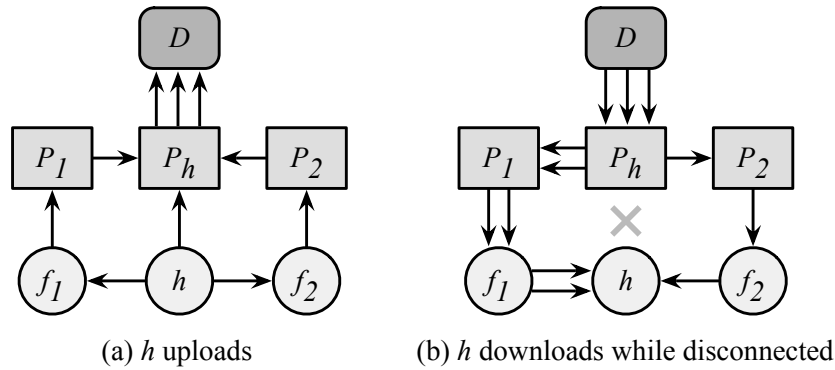 D
D
P1 Ph P2
P1 Ph P2
f1 h f2
f1 h f2
(a) h uploads
(b) h downloads while disconnected